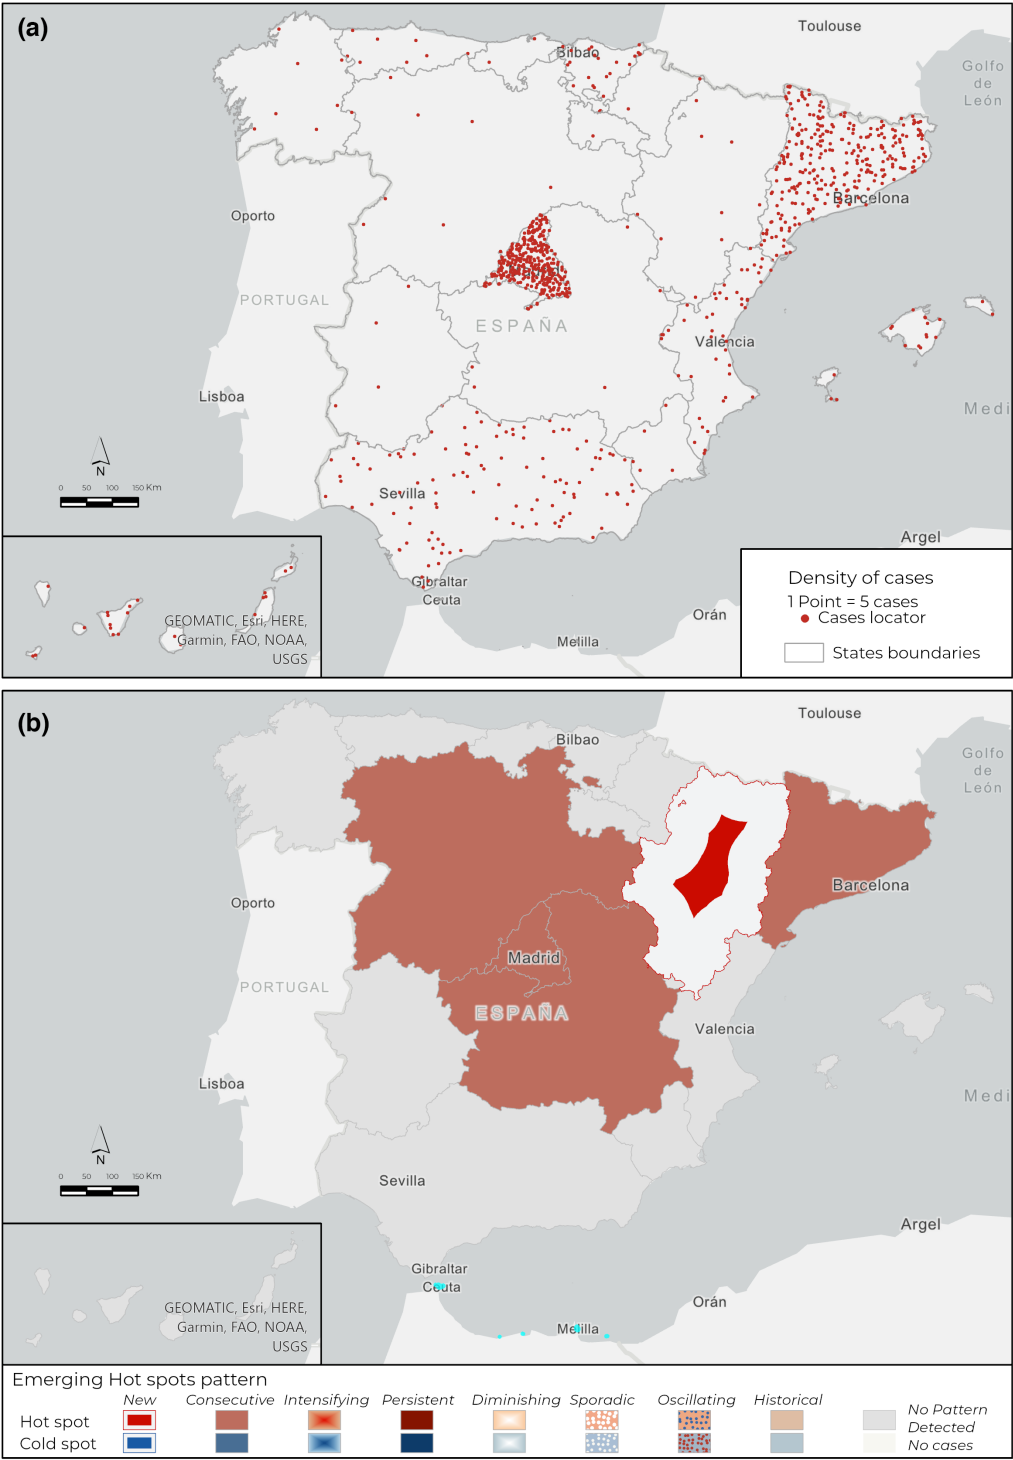 (a)
Toulouse
Bilbao
Golfo
de
León
Barcelona
Oporto
PORTUGAL
ESPAÑA
Valencia
Lisboa
Medi
N
0 50 100 150 Km
Sevilla
Argel
Gibraltar
Ceuta
Orán
Melilla
GEOMATIC, Esri, HERE,
Garmin, FAO, NOAA,
USGS
Density of cases
1 Point = 5 cases
Cases locator
States boundaries
(b)
Toulouse
Bilbao
Golfo
de
León
Barcelona
Oporto
Madrid
PORTUGAL
ESPAÑA
Valencia
Lisboa
Medi
N
0 50 100 150 Km
Sevilla
Argel
Gibraltar
Ceuta
Orán
Melilla
GEOMATIC, Esri, HERE,
Garmin, FAO, NOAA,
USGS
Emerging Hot spots pattern
New Consecutive Intensifying Persistent Diminishing Sporadic Oscillating Historical
Hot spot
Cold spot
No Pattern
Detected
No cases